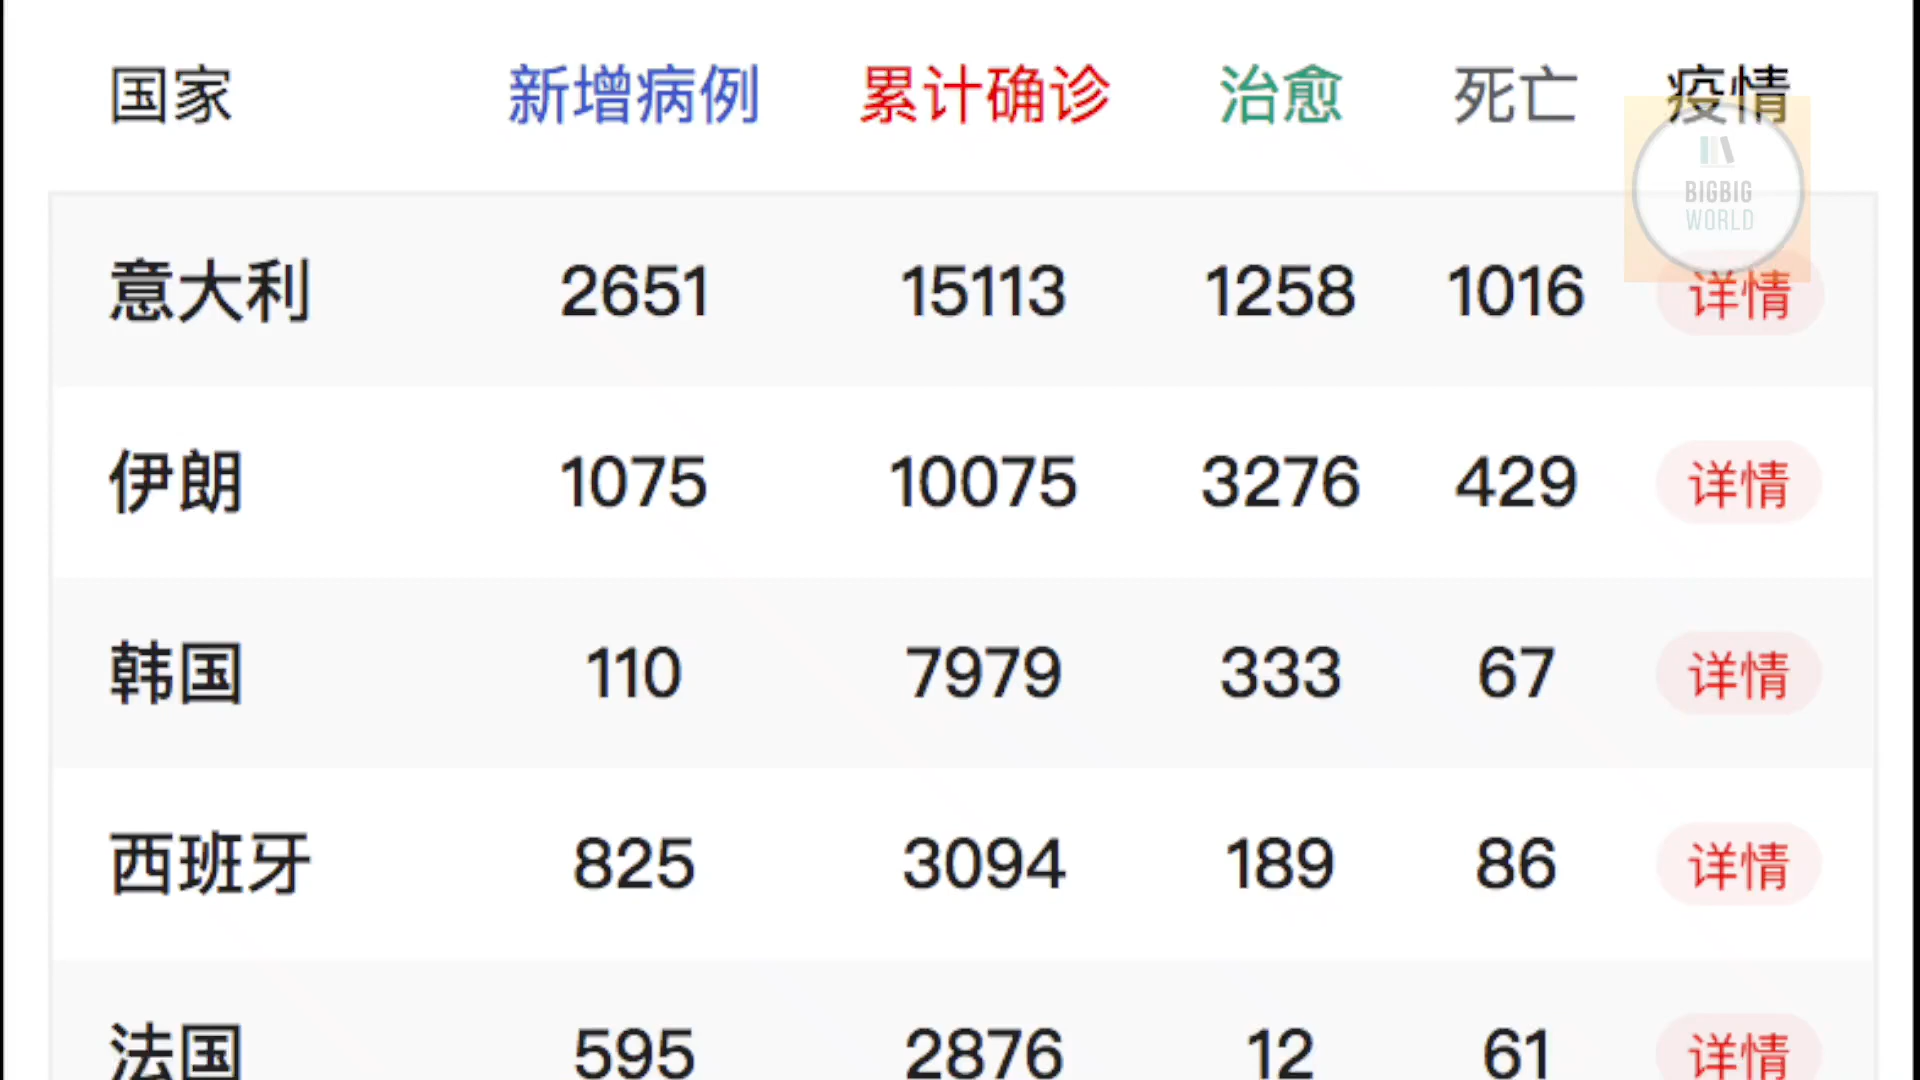 国家 新增病例 累计确诊 治愈 死亡 疫情
BIGBIG
WORLD
意大利 2651 15113 1258 1016 详情
伊朗 1075 10075 3276 429 详情
韩国 110 7979 333 67 详情
西班牙 825 3094 189 86 详情
法国 595 2876 12 61 详情